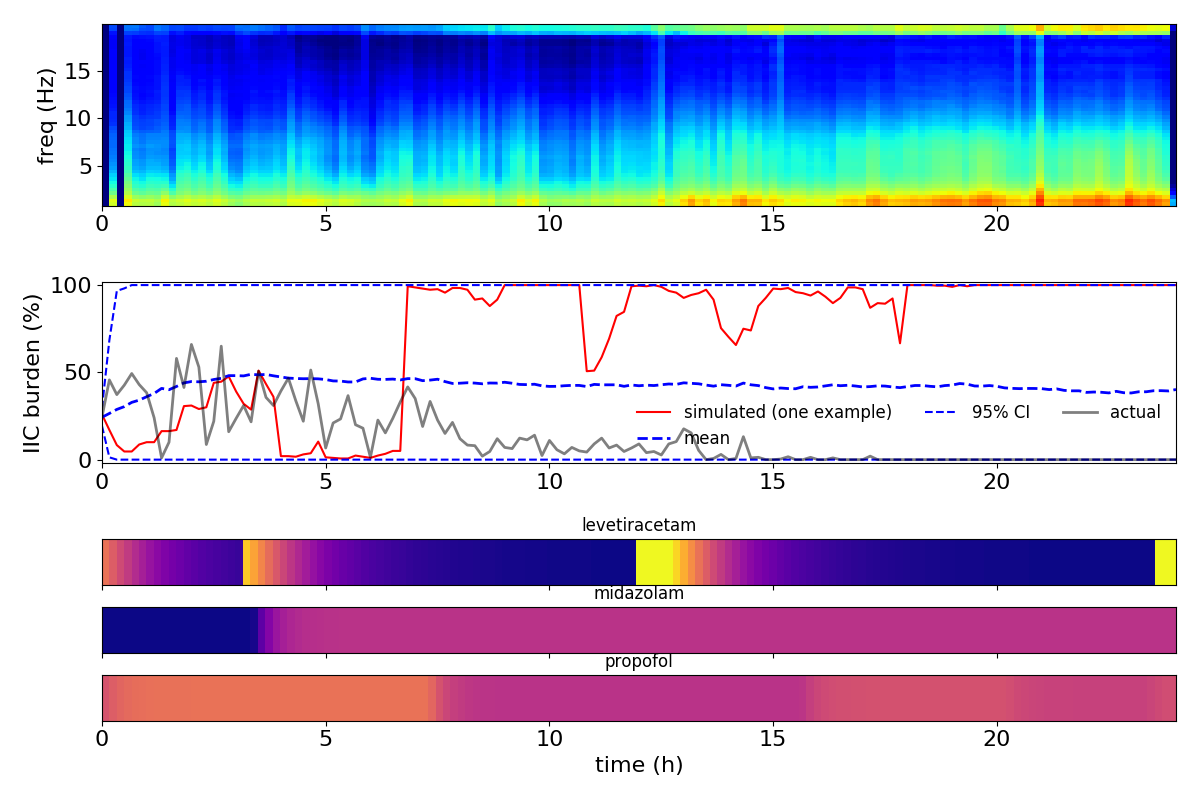 15
10
5
freq (Hz)
0 5 10 15 20
100
50
0
IIC burden (%)
simulated (one example) 95% CI actual
mean
0 5 10 15 20
levetiracetam
midazolam
propofol
0 5 10 15 20
time (h)